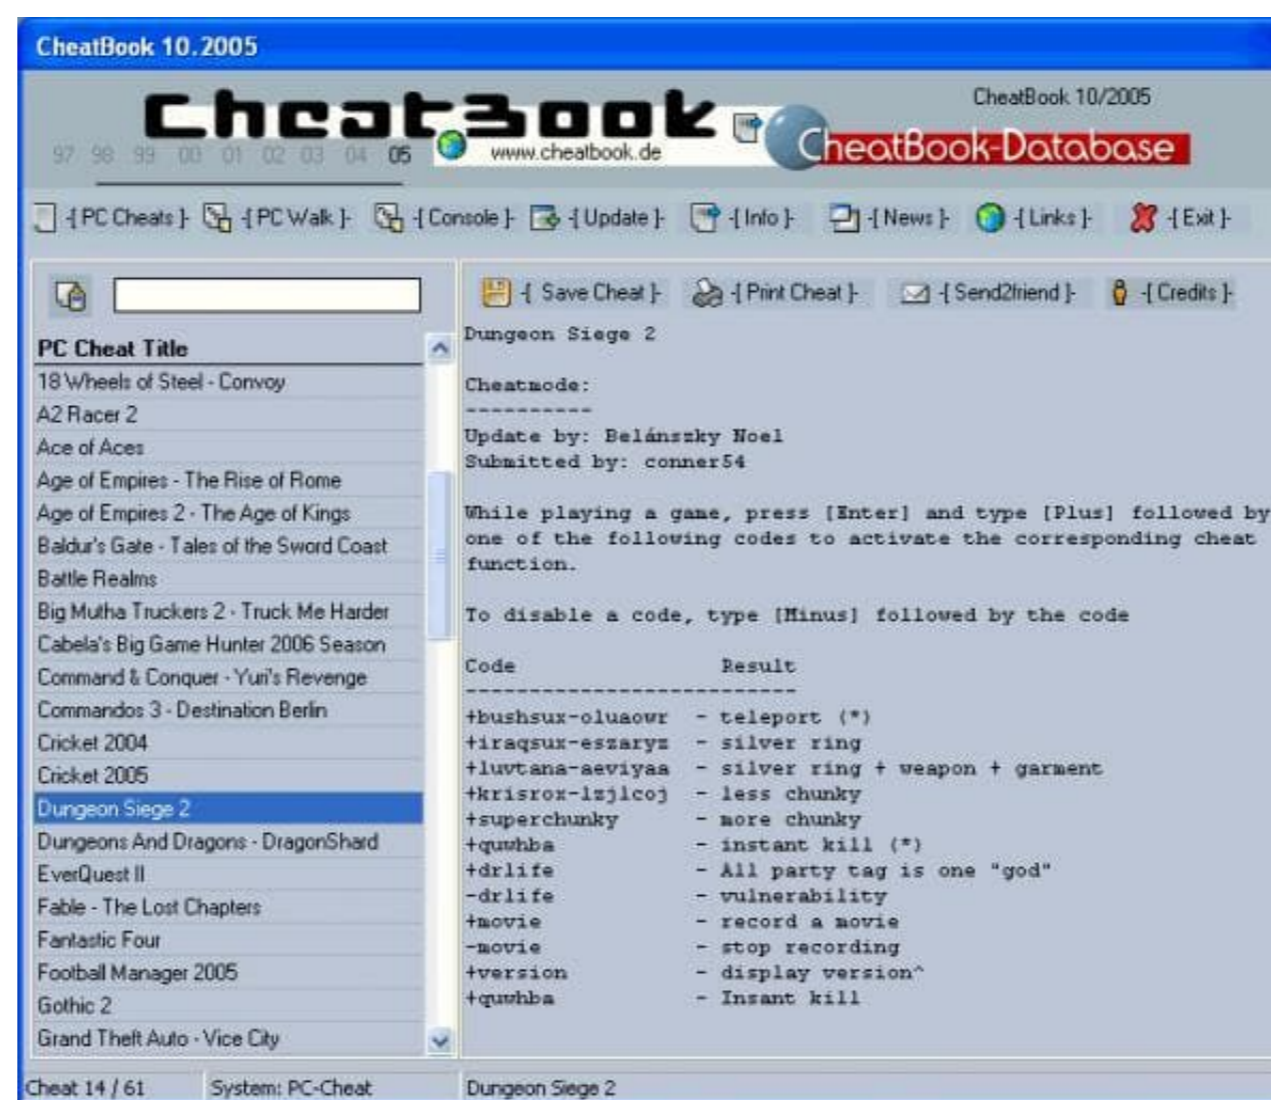 CheatBook 10.2005
CheatBook
CheatBook 10/2005
97 98 99 00 01 02 03 04 05
www.cheatbook.de
CheatBook-Database
-{ PC Cheats }- -{ PC Walk }- -{ Console }- -{ Update }- -{ Info }- -{ News }- -{ Links }- -{ Exit }-
-{ Save Cheat }- -{ Print Cheat }- -{ Send2friend }- -{ Credits }-
PC Cheat Title
18 Wheels of Steel - Convoy
A2 Racer 2
Ace of Aces
Age of Empires - The Rise of Rome
Age of Empires 2 - The Age of Kings
Baldur's Gate - Tales of the Sword Coast
Battle Realms
Big Mutha Truckers 2 - Truck Me Harder
Cabela's Big Game Hunter 2006 Season
Command & Conquer - Yuri's Revenge
Commandos 3 - Destination Berlin
Cricket 2004
Cricket 2005
Dungeon Siege 2
Dungeons And Dragons - DragonShard
EverQuest II
Fable - The Lost Chapters
Fantastic Four
Football Manager 2005
Gothic 2
Grand Theft Auto - Vice City
Dungeon Siege 2
Cheatmode:
----------
Update by: Belánszky Noel
Submitted by: conner54
While playing a game, press [Enter] and type [Plus] followed by
one of the following codes to activate the corresponding cheat
function.
To disable a code, type [Minus] followed by the code
Code Result
--------------------------
+bushsux-oluaowr - teleport (*)
+iraqsux-eszaryz - silver ring
+luvtana-aeviyaa - silver ring + weapon + garment
+krisrox-lzjlcoj - less chunky
+superchunky - more chunky
+quwhba - instant kill (*)
+drlife - All party tag is one "god"
-drlife - vulnerability
+movie - record a movie
-movie - stop recording
+version - display version^
+quwhba - Insant kill
Cheat 14 / 61 System: PC-Cheat Dungeon Siege 2